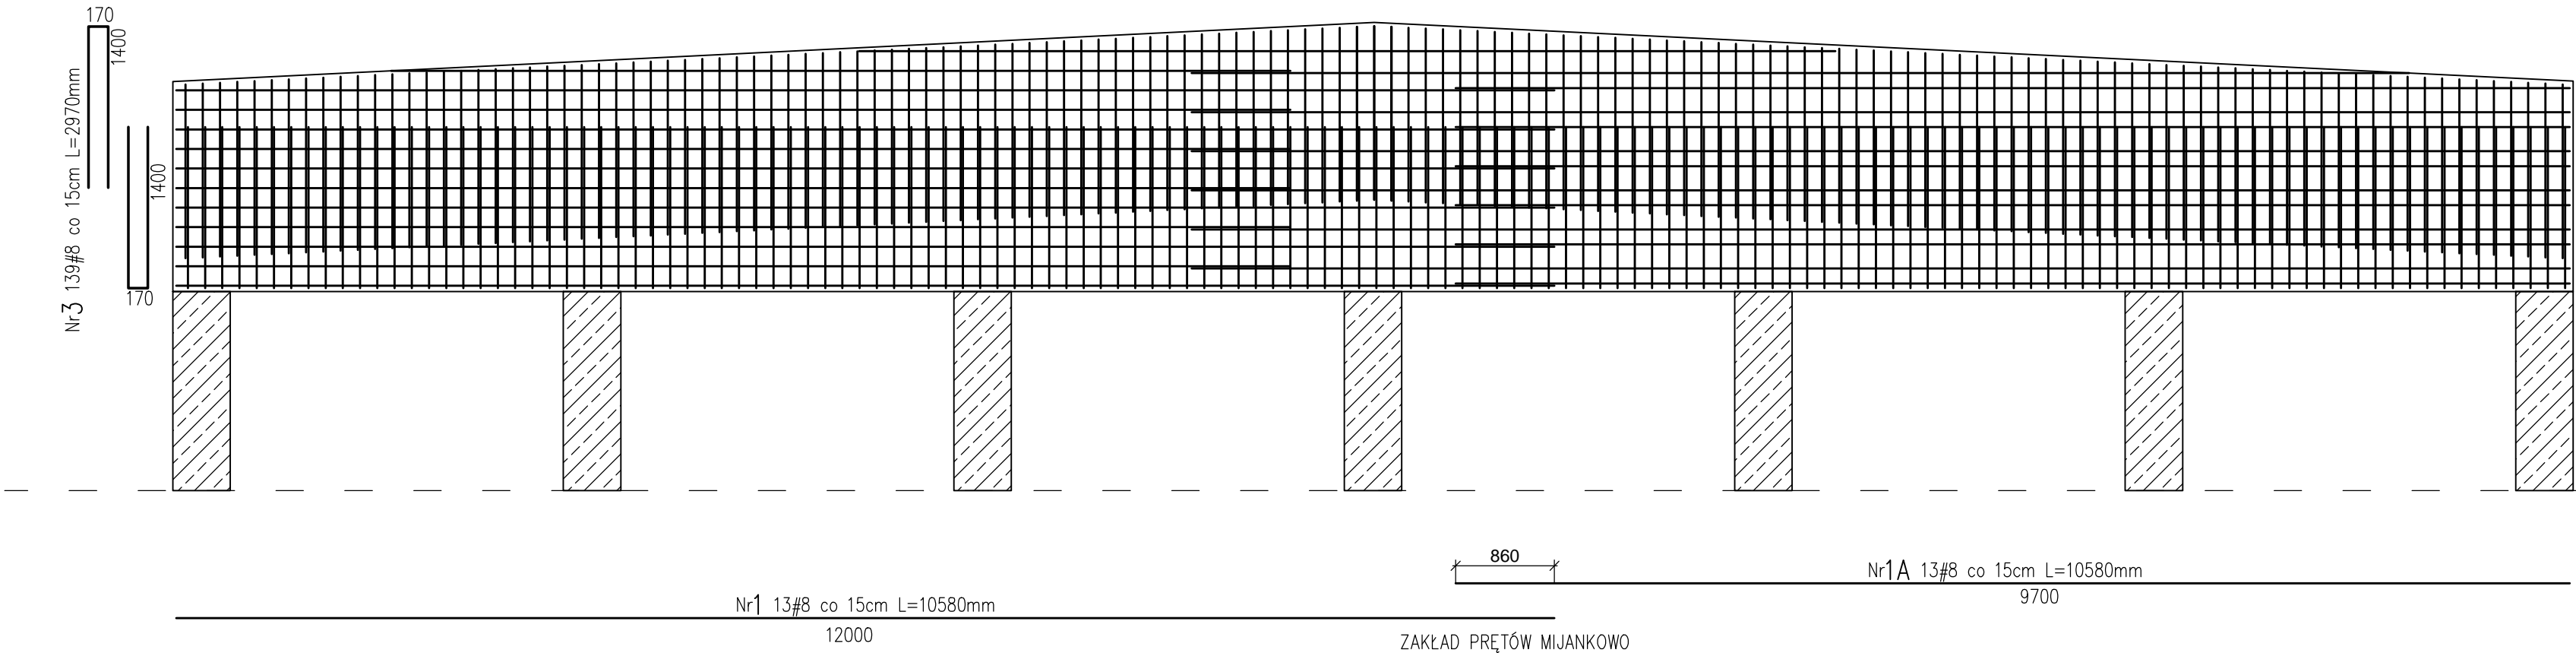 170
1400
Nr3 139#8 co 15cm L=2970mm
1400
170
860
Nr1A 13#8 co 15cm L=10580mm
9700
Nr1 13#8 co 15cm L=10580mm
12000
ZAKŁAD PRĘTÓW MIJANKOWO